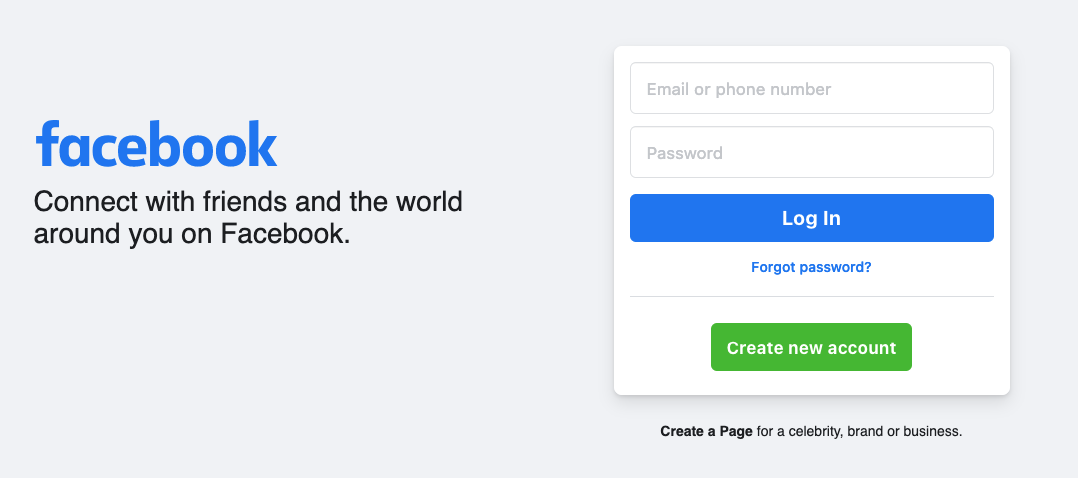 facebook
Connect with friends and the world
around you on Facebook.
Email or phone number
Password
Log In
Forgot password?
Create new account
Create a Page for a celebrity, brand or business.